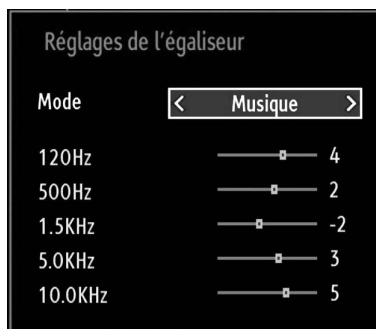 Réglages de l'égaliseur
Mode < Musique >
120Hz 4
500Hz 2
1.5KHz -2
5.0KHz 3
10.0KHz 5